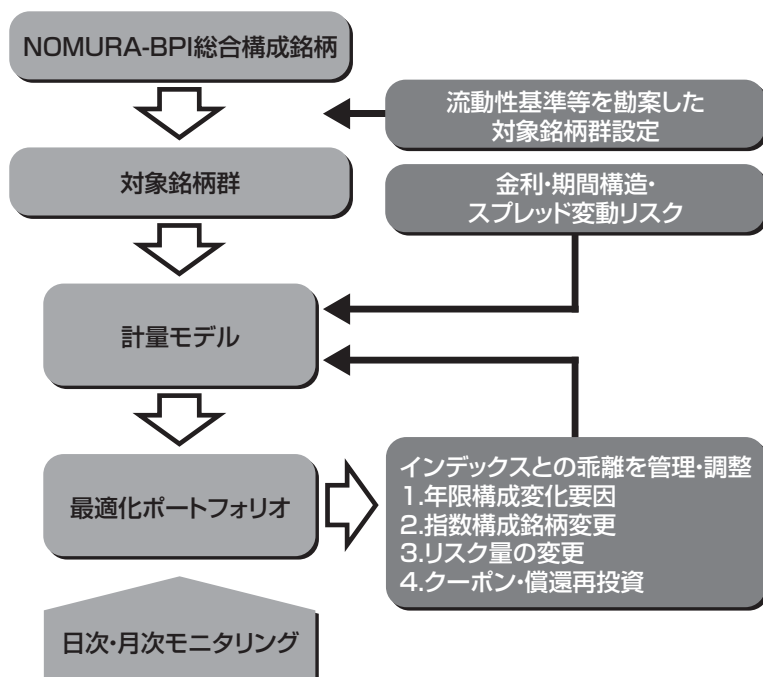 NOMURA-BPI総合構成銘柄
流動性基準等を勘案した
対象銘柄群設定
対象銘柄群
金利・期間構造・
スプレッド変動リスク
計量モデル
最適化ポートフォリオ
インデックスとの乖離を管理・調整
1.年限構成変化要因
2.指数構成銘柄変更
3.リスク量の変更
4.クーポン・償還再投資
日次・月次モニタリング